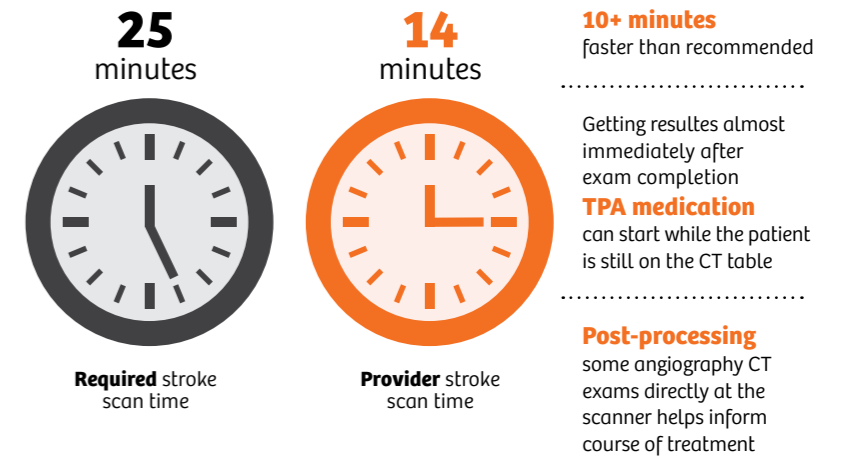 25
minutes
Required stroke
scan time
14
minutes
Provider stroke
scan time
10+ minutes
faster than recommended
Getting resultes almost
immediately after
exam completion
TPA medication
can start while the patient
is still on the CT table
Post-processing
some angiography CT
exams directly at the
scanner helps inform
course of treatment